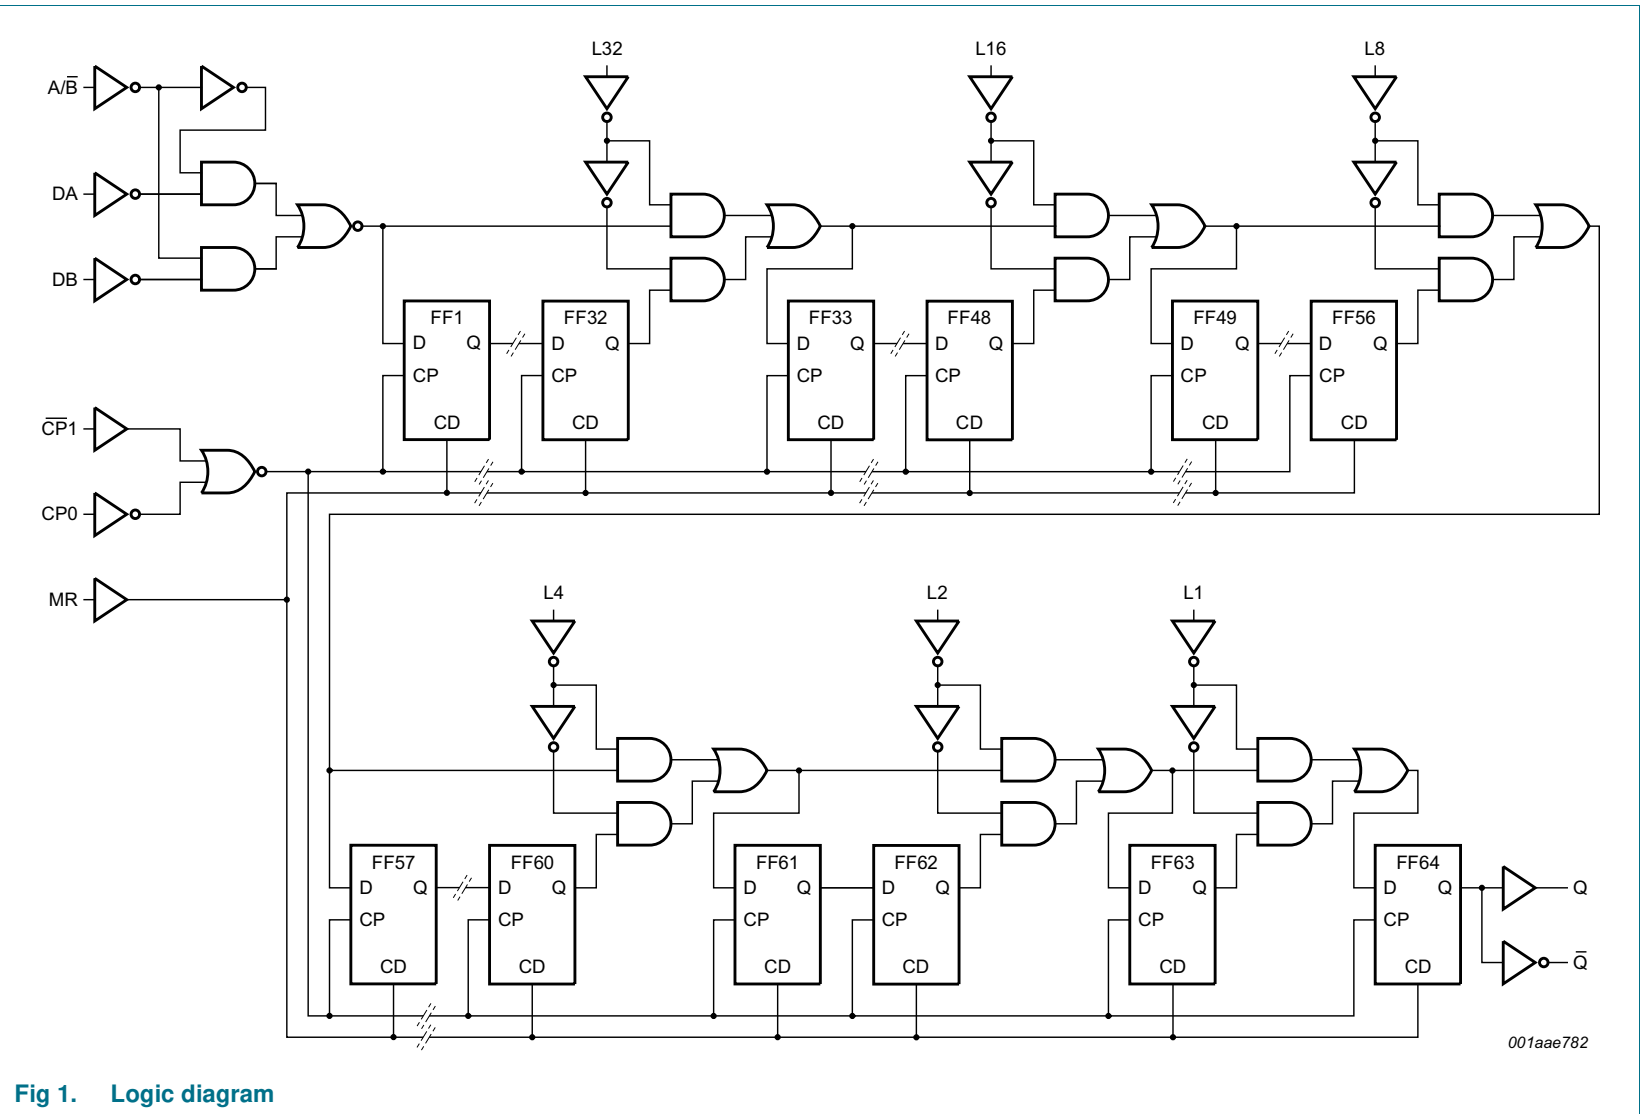 L32 L16 L8
A/B̅
DA
DB
FF1 FF32 FF33 FF48 FF49 FF56
D Q D Q D Q D Q D Q D Q
CP CP CP CP CP CP
CD CD CD CD CD CD
C̅P̅1
CP0
MR
L4 L2 L1
FF57 FF60 FF61 FF62 FF63 FF64
D Q D Q D Q D Q D Q D Q Q
CP CP CP CP CP CP
CD CD CD CD CD CD Q̅
001aae782
Fig 1. Logic diagram